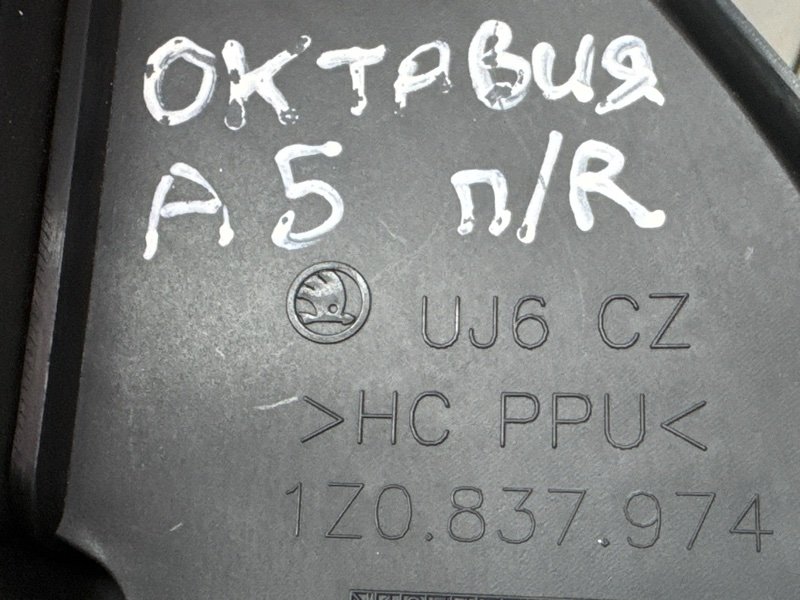 ОКТАВИЯ
А5 П/R
UJ6 CZ
>HC PPU<
1Z0.837.974